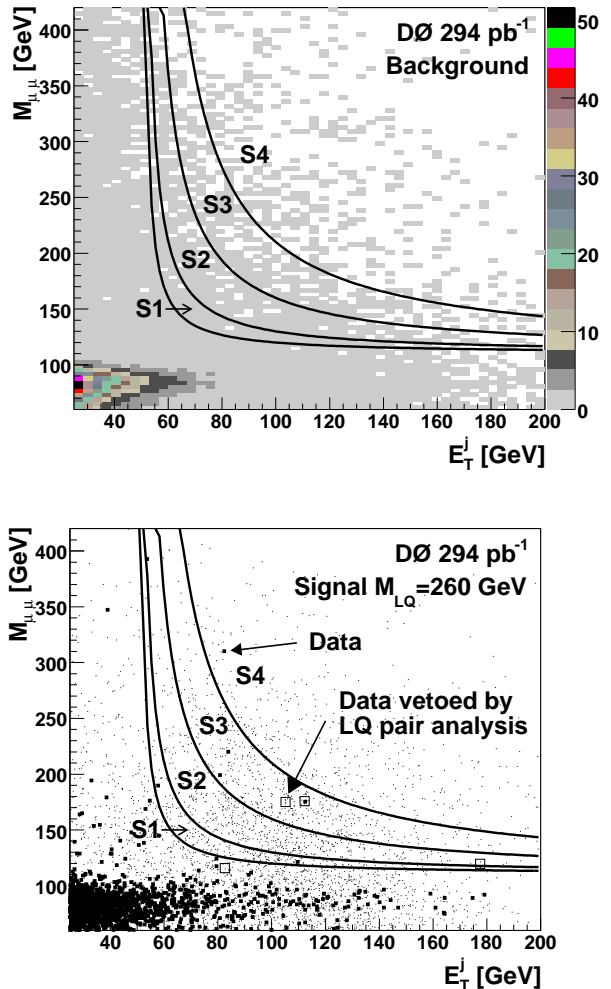 M_μμ [GeV]
400
350
300
250
200
150
100
DØ 294 pb⁻¹
Background
S4
S3
S2
S1
50
40
30
20
10
0
40 60 80 100 120 140 160 180 200
E_T^j [GeV]
M_μμ [GeV]
400
350
300
250
200
150
100
DØ 294 pb⁻¹
Signal M_LQ=260 GeV
Data
S4
Data vetoed by
LQ pair analysis
S3
S2
S1
40 60 80 100 120 140 160 180 200
E_T^j [GeV]